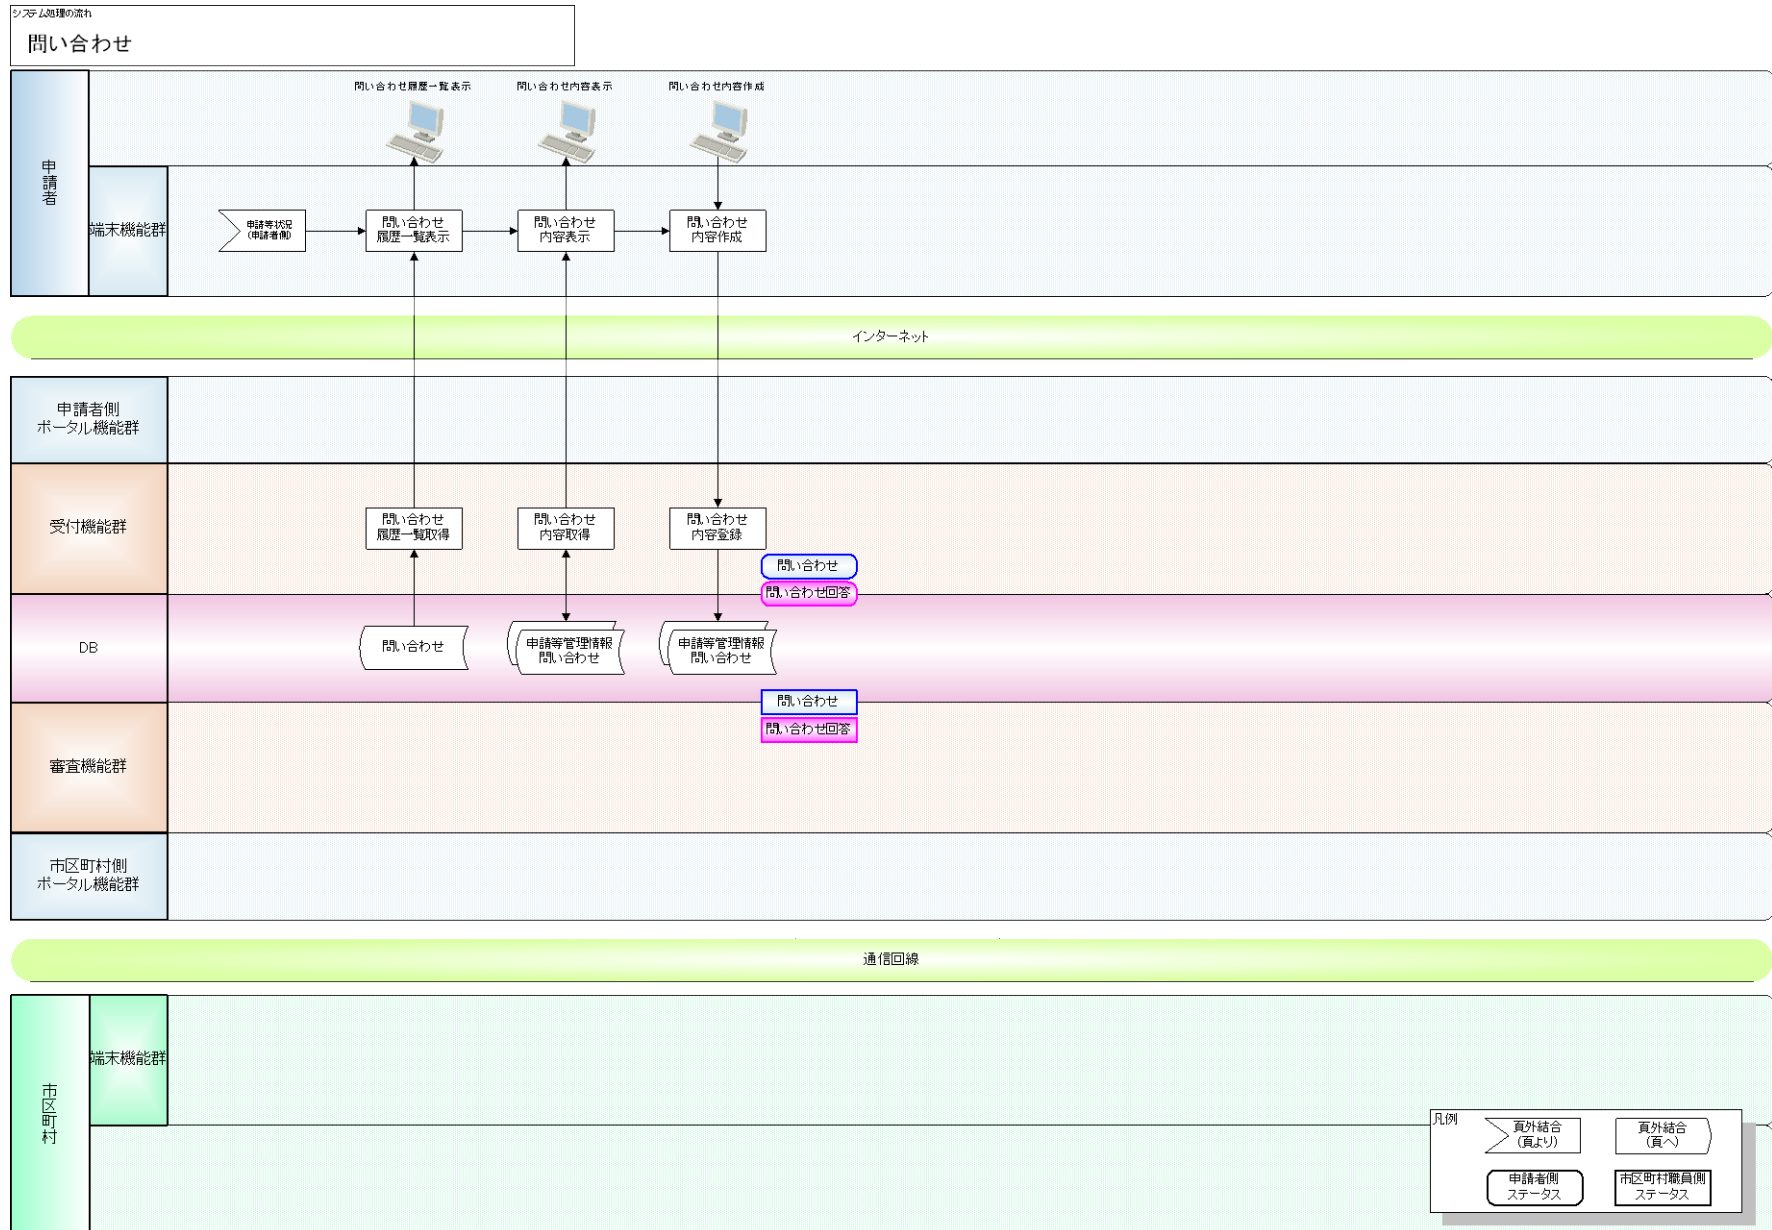 システム処理の流れ
問い合わせ
問い合わせ履歴一覧表示
問い合わせ内容表示
問い合わせ内容作成
申請者
端末機能群
申請等状況
(申請者側)
問い合わせ
履歴一覧表示
問い合わせ
内容表示
問い合わせ
内容作成
インターネット
申請者側
ポータル機能群
受付機能群
問い合わせ
履歴一覧取得
問い合わせ
内容取得
問い合わせ
内容登録
問い合わせ
問い合わせ回答
DB
問い合わせ
申請等管理情報
問い合わせ
申請等管理情報
問い合わせ
問い合わせ
問い合わせ回答
審査機能群
市区町村側
ポータル機能群
通信回線
市区町村
端末機能群
凡例
頁外結合
(頁より)
頁外結合
(頁へ)
申請者側
ステータス
市区町村職員側
ステータス